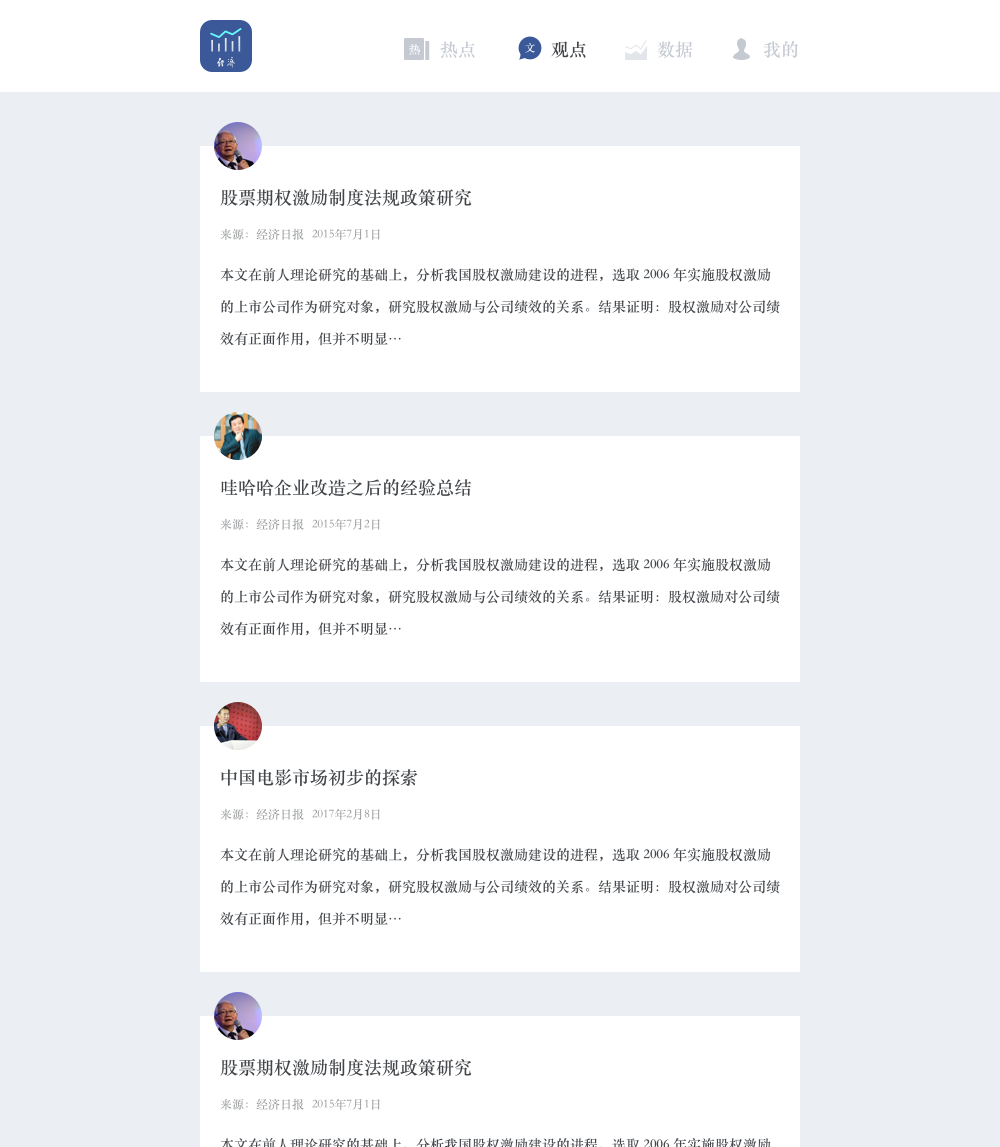 经济
热 热点
文 观点
数据
我的
股票期权激励制度法规政策研究
来源：经济日报 2015年7月1日
本文在前人理论研究的基础上，分析我国股权激励建设的进程，选取 2006 年实施股权激励
的上市公司作为研究对象，研究股权激励与公司绩效的关系。结果证明：股权激励对公司绩
效有正面作用，但并不明显…
哇哈哈企业改造之后的经验总结
来源：经济日报 2015年7月2日
本文在前人理论研究的基础上，分析我国股权激励建设的进程，选取 2006 年实施股权激励
的上市公司作为研究对象，研究股权激励与公司绩效的关系。结果证明：股权激励对公司绩
效有正面作用，但并不明显…
中国电影市场初步的探索
来源：经济日报 2017年2月8日
本文在前人理论研究的基础上，分析我国股权激励建设的进程，选取 2006 年实施股权激励
的上市公司作为研究对象，研究股权激励与公司绩效的关系。结果证明：股权激励对公司绩
效有正面作用，但并不明显…
股票期权激励制度法规政策研究
来源：经济日报 2015年7月1日
本文在前人理论研究的基础上，分析我国股权激励建设的进程，选取 2006 年实施股权激励